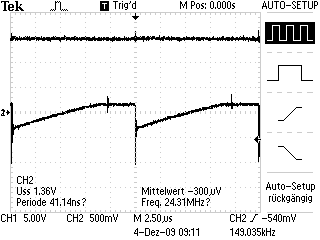 Tek T Trig'd M Pos: 0.000s AUTO-SETUP
2
CH2
Uss 1.36V Mittelwert -300µV
Periode 41.14ns? Freq. 24.31MHz?
Auto-Setup
rückgängig
CH1 5.00V CH2 500mV M 2.50µs CH2 -540mV
4-Dez-09 09:11 149.035kHz